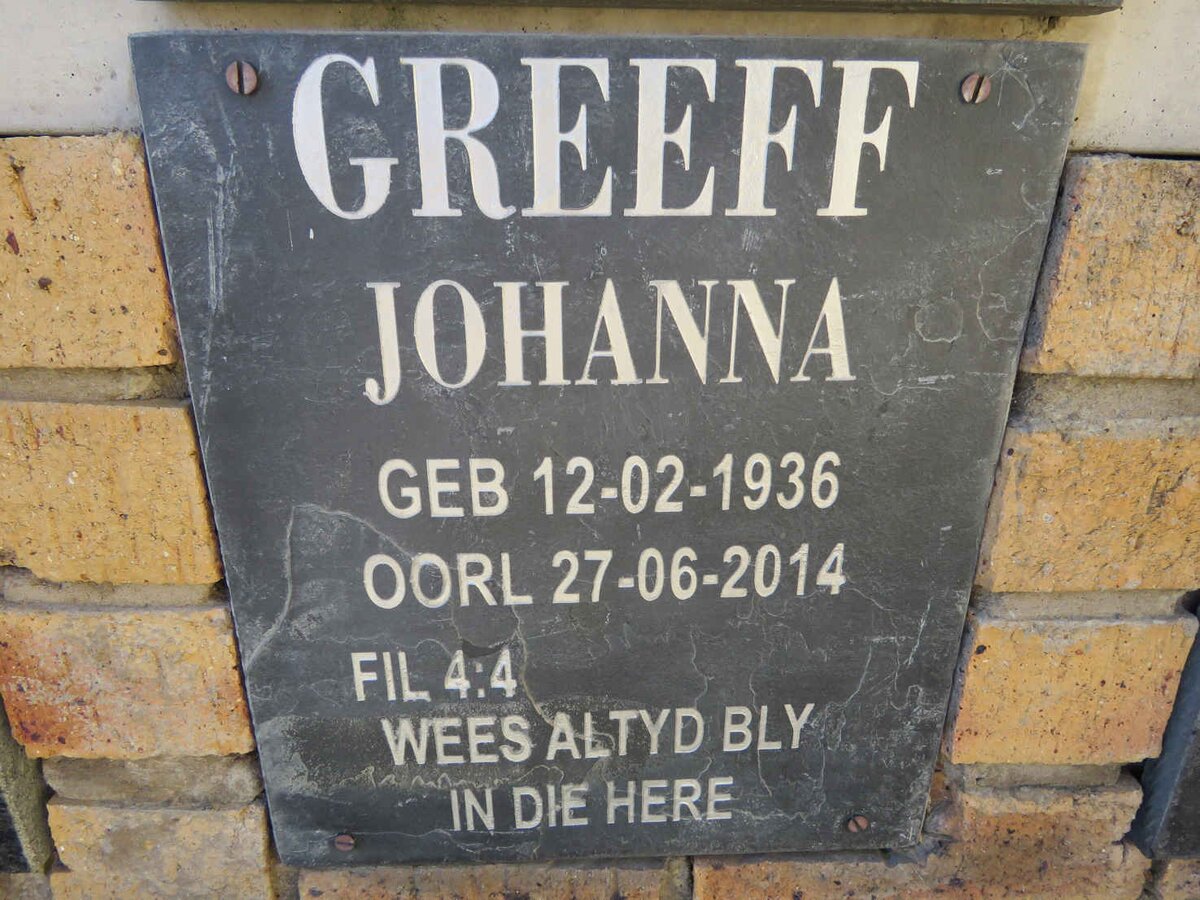 GREEFF
JOHANNA
GEB 12-02-1936
OORL 27-06-2014
FIL 4:4
WEES ALTYD BLY
IN DIE HERE